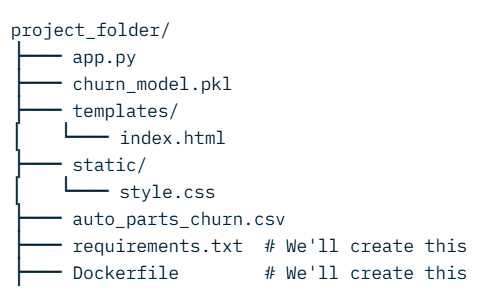 project_folder/
├── app.py
├── churn_model.pkl
├── templates/
│   └── index.html
├── static/
│   └── style.css
├── auto_parts_churn.csv
├── requirements.txt  # We'll create this
├── Dockerfile        # We'll create this